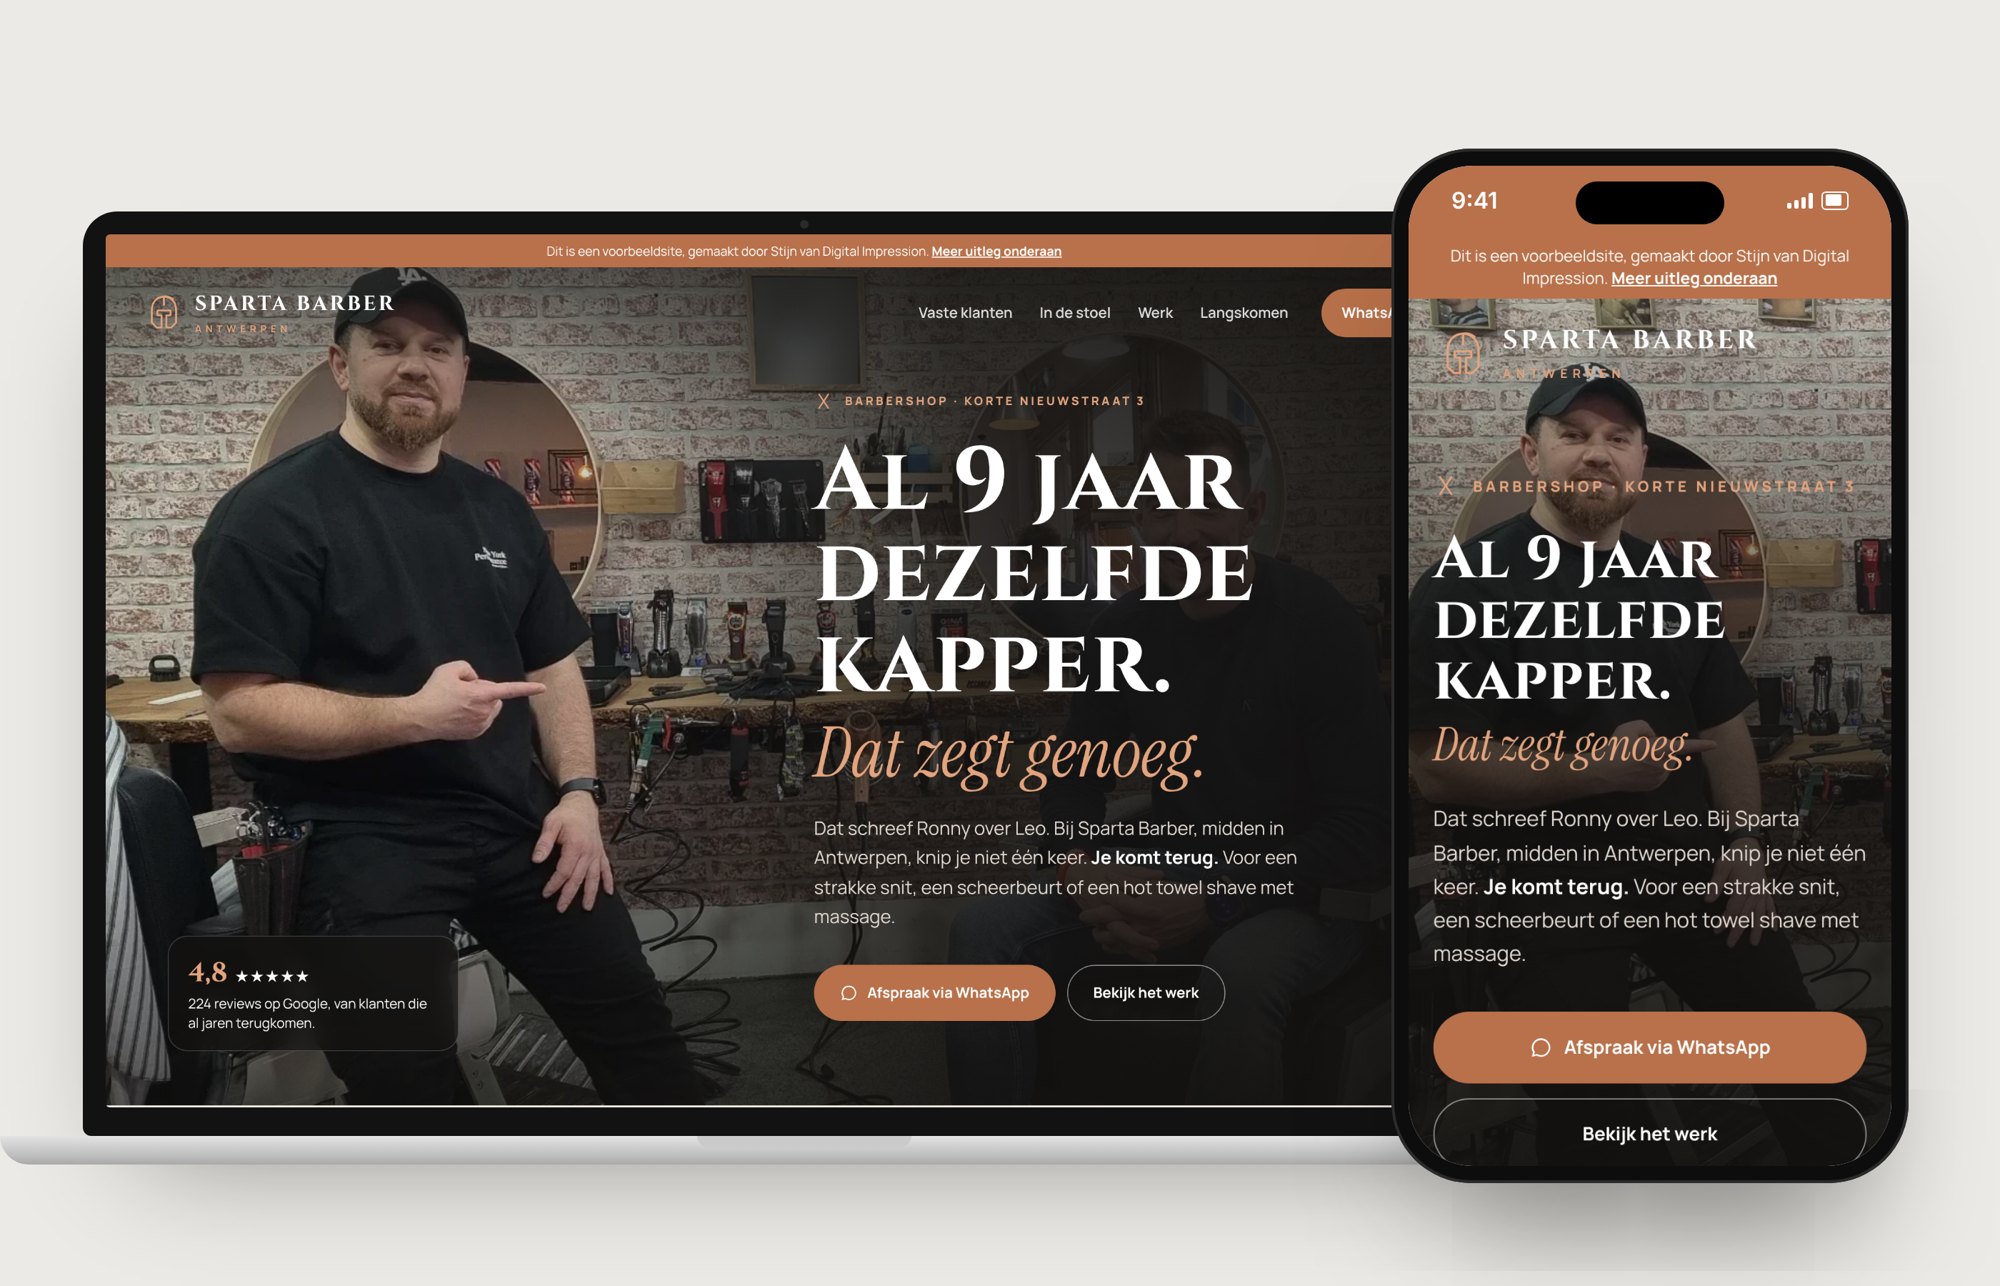 Dit is een voorbeeldsite, gemaakt door Stijn van Digital Impression. Meer uitleg onderaan
SPARTA BARBER
ANTWERPEN
Vaste klanten
In de stoel
Werk
Langskomen
BARBERSHOP · KORTE NIEUWSTRAAT 3
AL 9 JAAR
DEZELFDE
KAPPER.
Dat zegt genoeg.
Dat schreef Ronny over Leo. Bij Sparta Barber, midden in
Antwerpen, knip je niet één keer. Je komt terug. Voor een
strakke snit, een scheerbeurt of een hot towel shave met
massage.
Afspraak via WhatsApp
Bekijk het werk
4,8 ★★★★★
224 reviews op Google, van klanten die
al jaren terugkomen.
9:41
Dit is een voorbeeldsite, gemaakt door Stijn van Digital
Impression. Meer uitleg onderaan
SPARTA BARBER
ANTWERPEN
BARBERSHOP · KORTE NIEUWSTRAAT 3
AL 9 JAAR
DEZELFDE
KAPPER.
Dat zegt genoeg.
Dat schreef Ronny over Leo. Bij Sparta
Barber, midden in Antwerpen, knip je niet één
keer. Je komt terug. Voor een strakke snit,
een scheerbeurt of een hot towel shave met
massage.
Afspraak via WhatsApp
Bekijk het werk